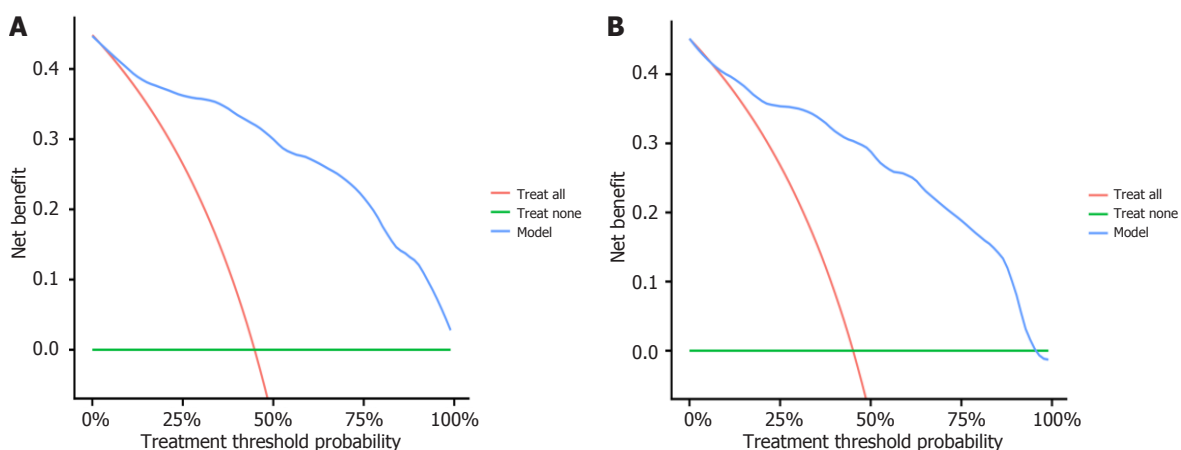 A
Net benefit
0.4
0.3
0.2
0.1
0.0
0% 25% 50% 75% 100%
Treatment threshold probability
Treat all
Treat none
Model
B
Net benefit
0.4
0.3
0.2
0.1
0.0
0% 25% 50% 75% 100%
Treatment threshold probability
Treat all
Treat none
Model